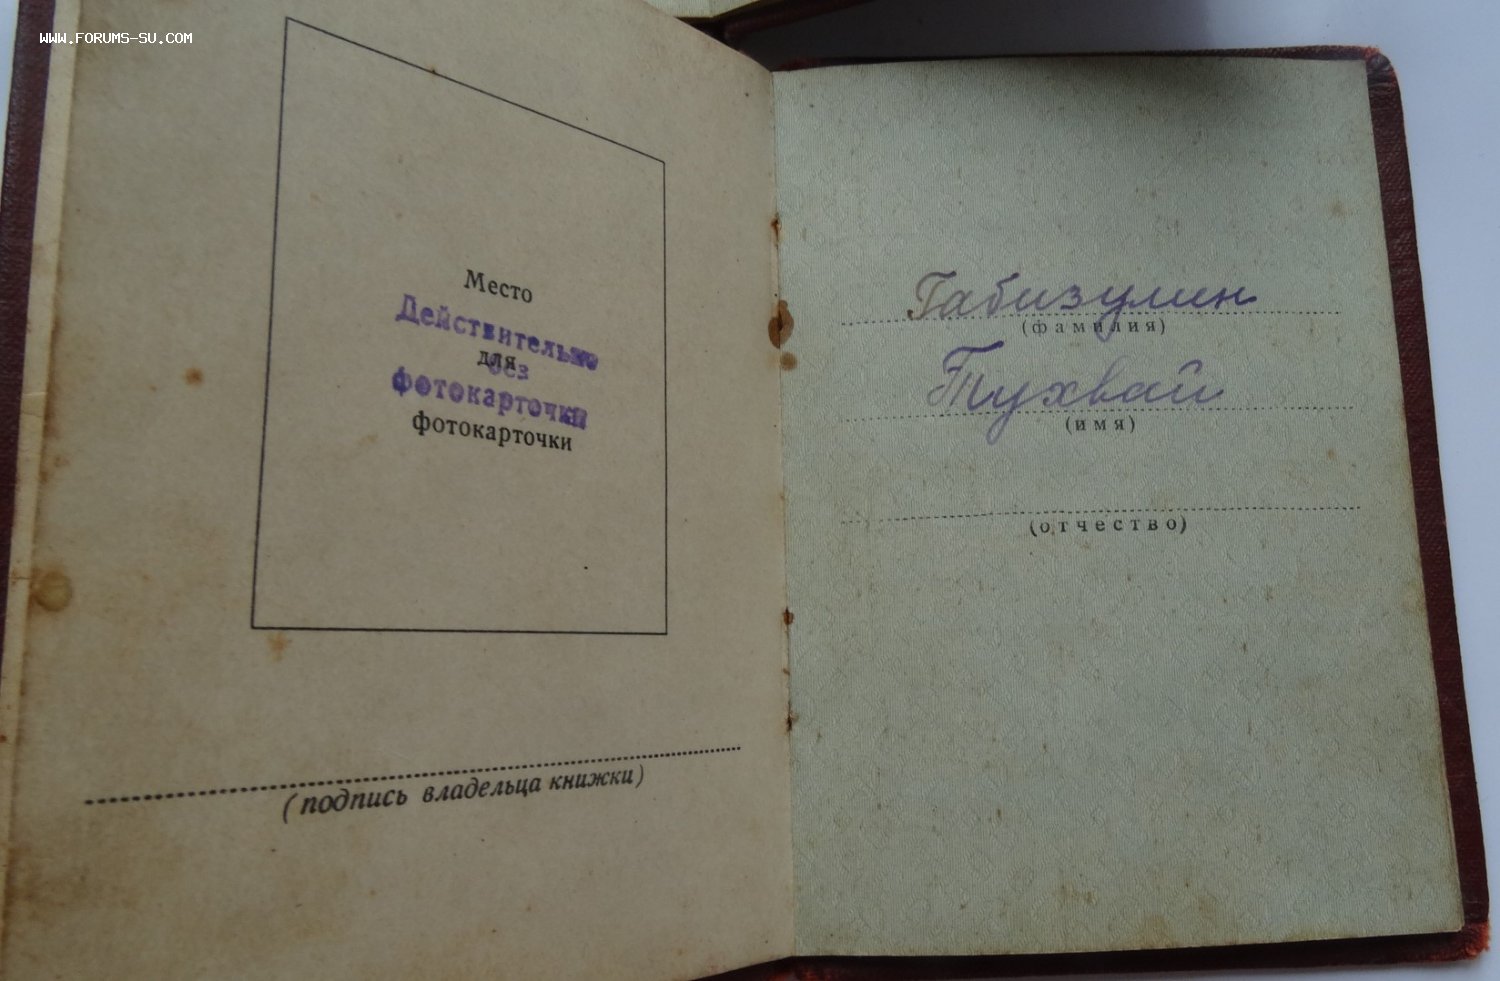 WWW.FORUMS-SU.COM
Место
Действительно
для
без
фотокарточки
фотокарточки
(подпись владельца книжки)
Габизулин
(фамилия)
Тухвай
(имя)
(отчество)